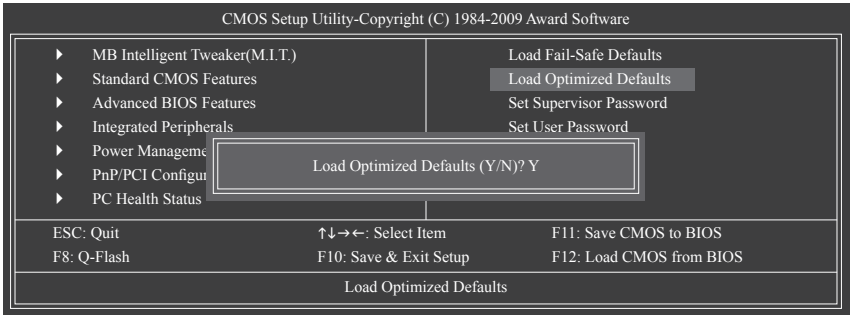 CMOS Setup Utility-Copyright (C) 1984-2009 Award Software
MB Intelligent Tweaker(M.I.T.)
Standard CMOS Features
Advanced BIOS Features
Integrated Peripherals
Power Manageme
PnP/PCI Configur
PC Health Status
Load Fail-Safe Defaults
Load Optimized Defaults
Set Supervisor Password
Set User Password
Load Optimized Defaults (Y/N)? Y
ESC: Quit
↑↓→←: Select Item
F11: Save CMOS to BIOS
F8: Q-Flash
F10: Save & Exit Setup
F12: Load CMOS from BIOS
Load Optimized Defaults